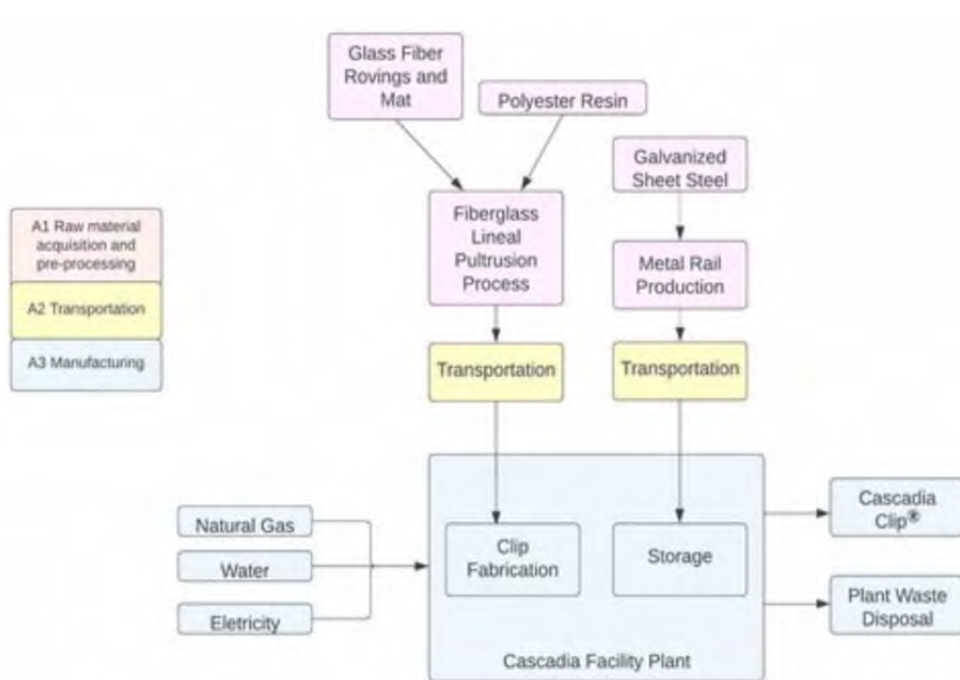 Glass Fiber
Rovings and
Mat
Polyester Resin
Galvanized
Sheet Steel
A1 Raw material
acquisition and
pre-processing
A2 Transportation
A3 Manufacturing
Fiberglass
Lineal
Pultrusion
Process
Metal Rail
Production
Transportation
Transportation
Natural Gas
Water
Eletricity
Clip
Fabrication
Storage
Cascadia Facility Plant
Cascadia
Clip®
Plant Waste
Disposal